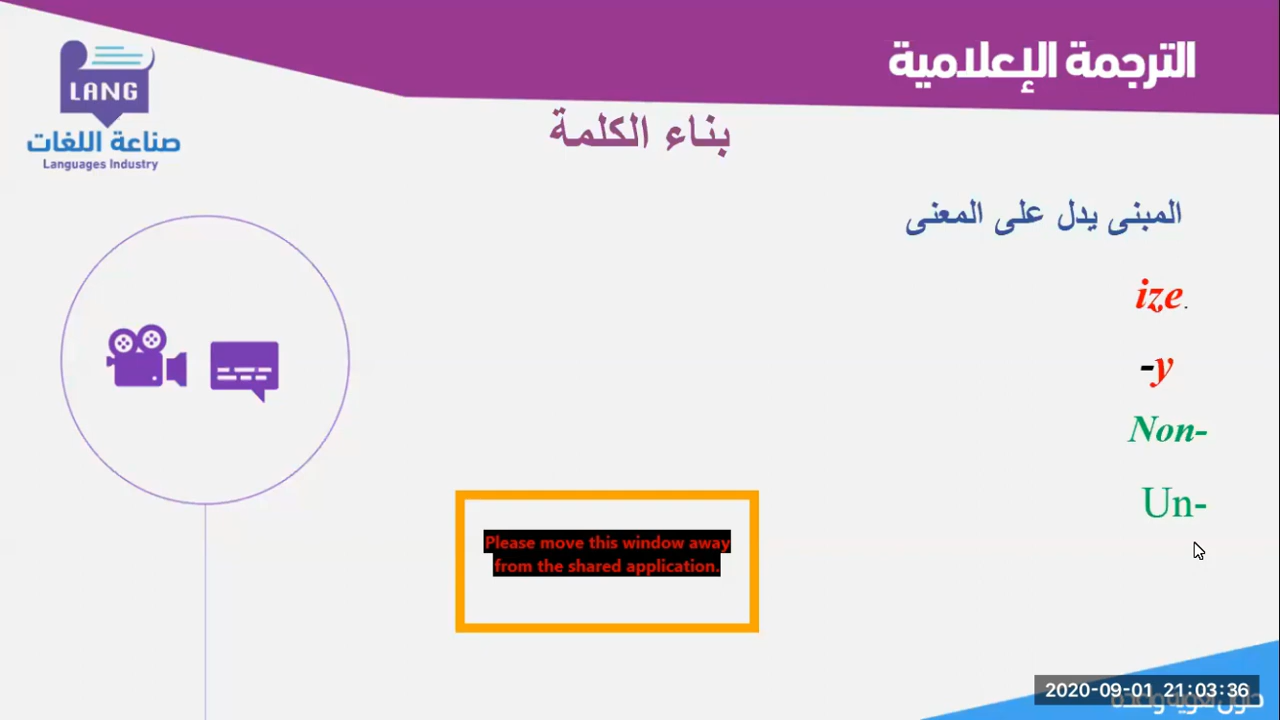 الترجمة الإعلامية
LANG
صناعة اللغات
Languages Industry
بناء الكلمة
المبنى يدل على المعنى
ize.
-y
Non-
Un-
Please move this window away
from the shared application.
2020-09-01 21:03:36